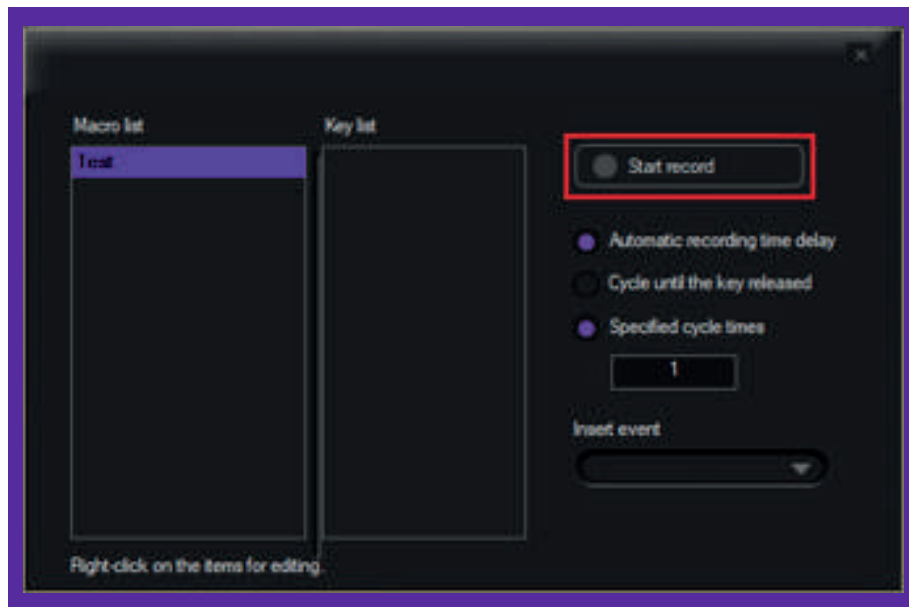 Macro list
Key list
Test
Start record
Automatic recording time delay
Cycle until the key released
Specified cycle times
1
Insert event
Right-click on the items for editing.